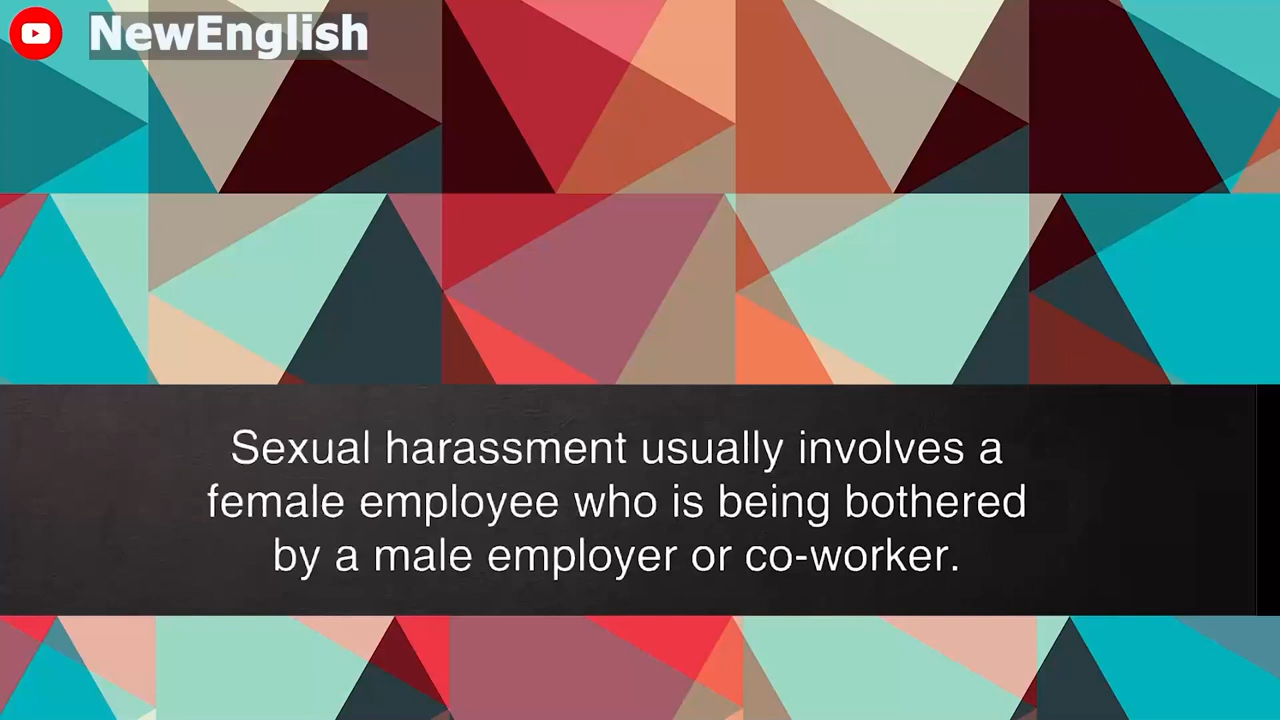 NewEnglish
Sexual harassment usually involves a
female employee who is being bothered
by a male employer or co-worker.